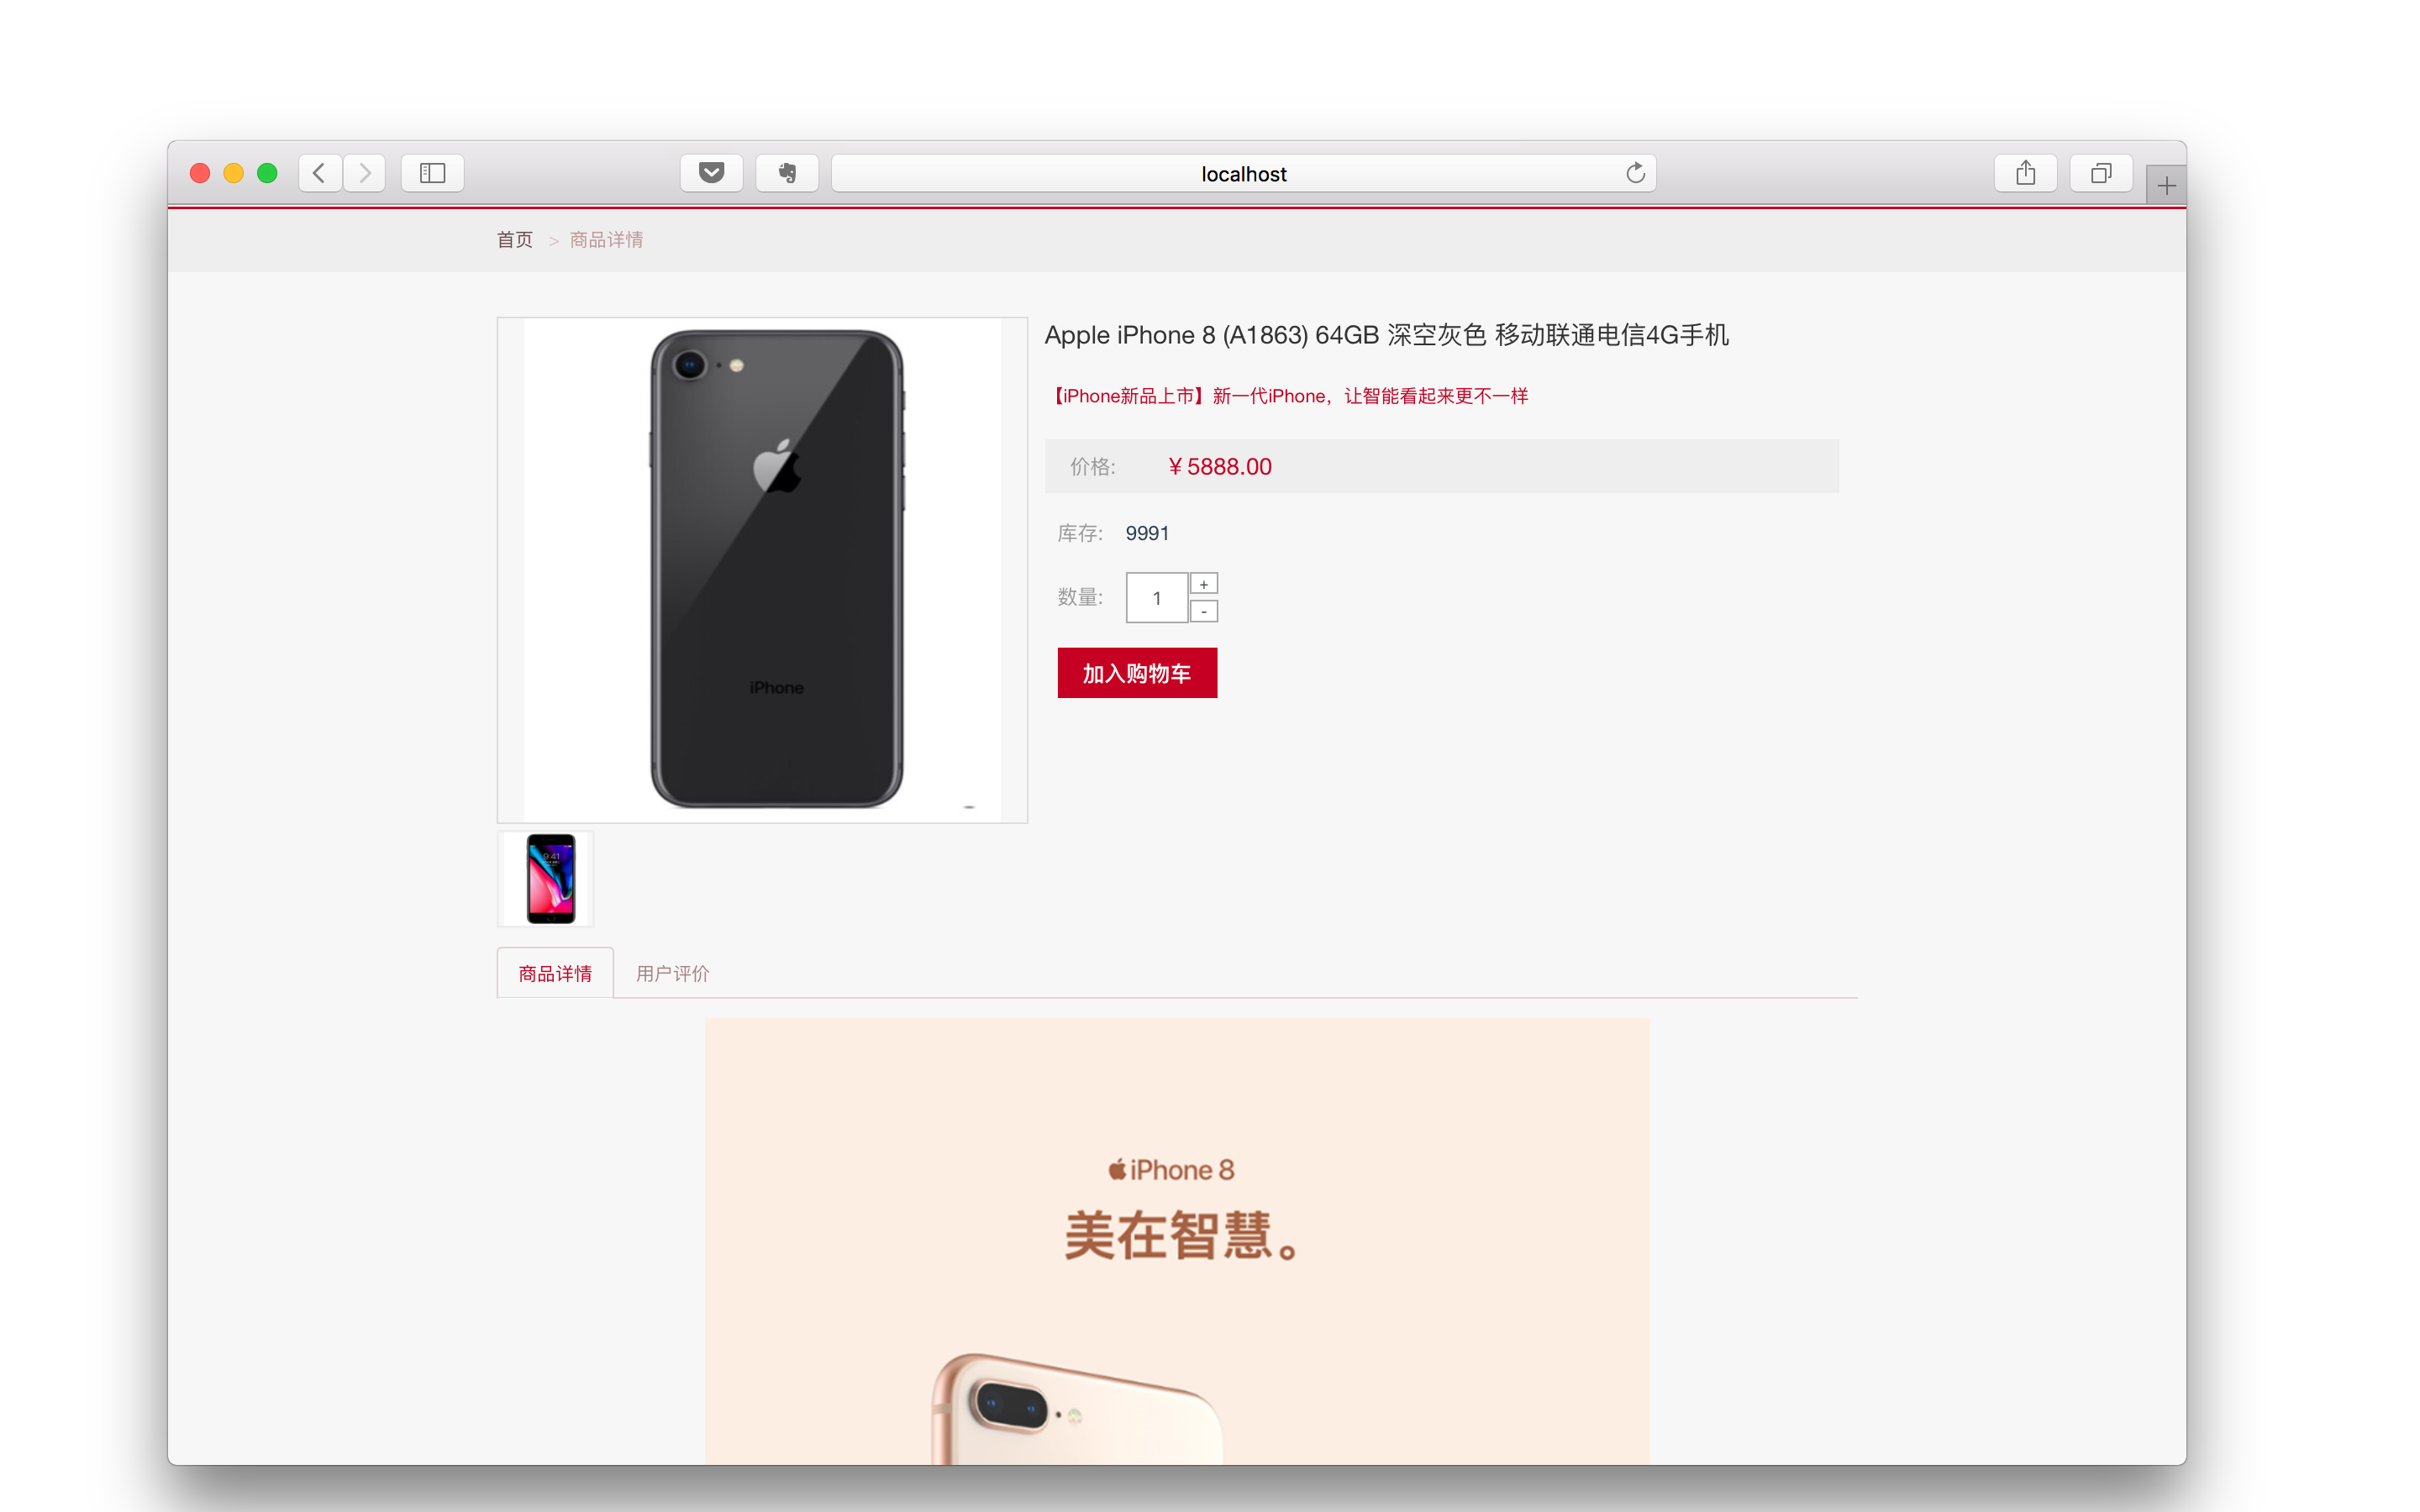 localhost
首页 > 商品详情
Apple iPhone 8 (A1863) 64GB 深空灰色 移动联通电信4G手机
【iPhone新品上市】新一代iPhone，让智能看起来更不一样
价格: ￥5888.00
库存: 9991
数量: 1 + -
加入购物车
iPhone
9:41
商品详情 用户评价
iPhone 8
美在智慧。